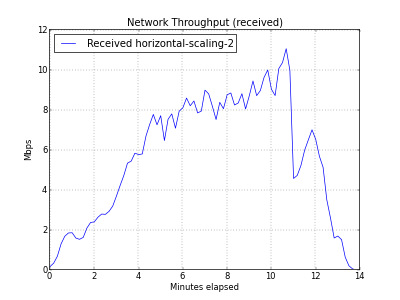 Network Throughput (received)
Received horizontal-scaling-2
Mbps
12
10
8
6
4
2
0
0 2 4 6 8 10 12 14
Minutes elapsed